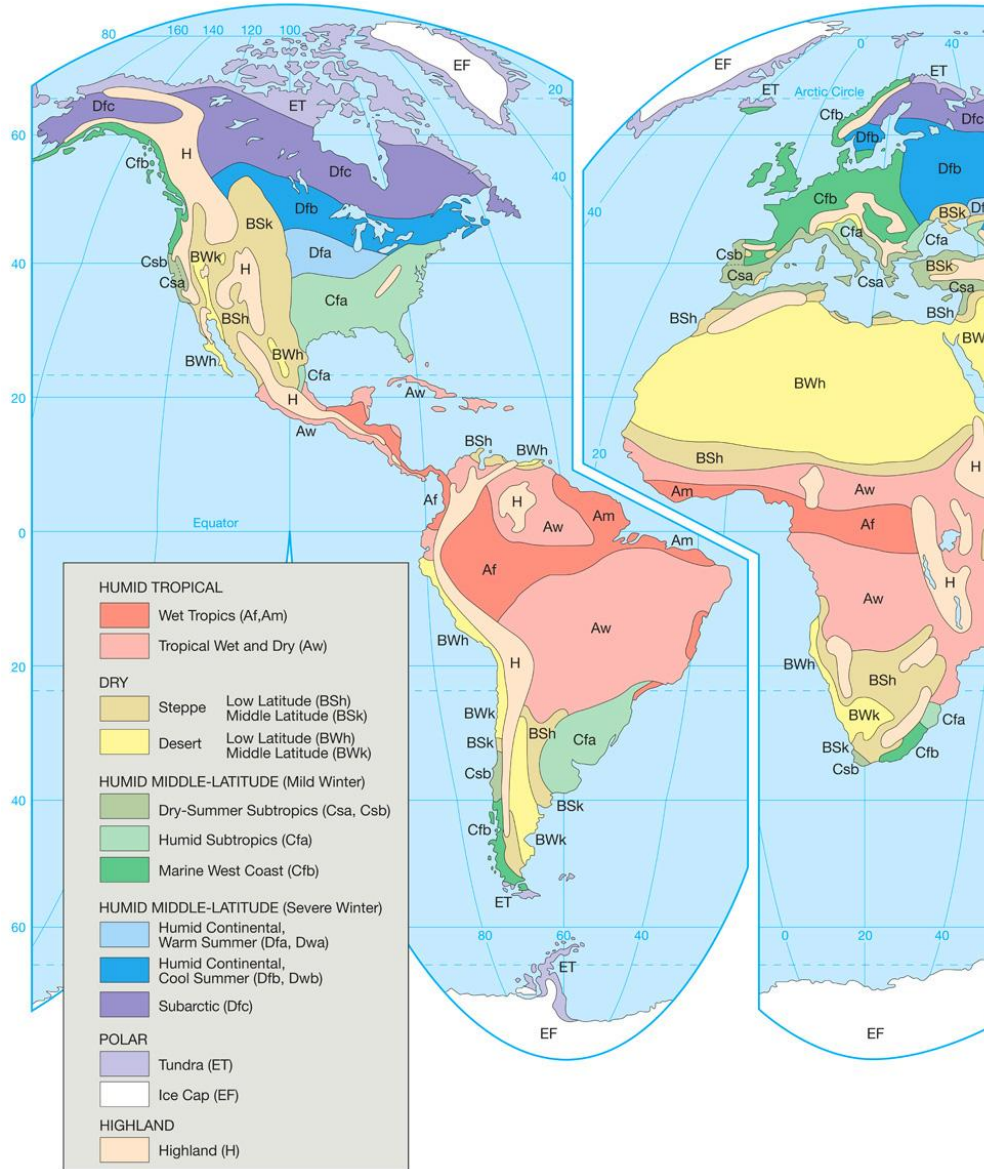 80
160
140
120
100
EF
20
ET
Dfc
60
H
Cfb
Dfc
40
Dfb
BSk
Dfa
BWk
H
Csb
Csa
40
Cfa
BSh
BWh
BWh
Cfa
H
Aw
20
Aw
BSh
BWh
Af
H
Am
Equator
Aw
0
Am
Af
Aw
BWh
H
20
BWk
BSh
Cfa
BSk
Csb
BSk
40
Cfb
BWk
ET
60
80
60
40
ET
EF
EF
0
40
ET
Arctic Circle
ET
Cfb
Dfc
Dfb
Dfb
Cfb
40
BSk
Df
Cfa
Cfa
Csb
Csa
BSk
Csa
Csa
BSh
BSh
BW
BWh
20
BSh
H
Am
Aw
Af
H
Aw
BWh
BSh
BWk
Cfa
BSk
Cfb
Csb
0
20
40
EF
HUMID TROPICAL
Wet Tropics (Af,Am)
Tropical Wet and Dry (Aw)
DRY
Steppe Low Latitude (BSh)
Middle Latitude (BSk)
Desert Low Latitude (BWh)
Middle Latitude (BWk)
HUMID MIDDLE-LATITUDE (Mild Winter)
Dry-Summer Subtropics (Csa, Csb)
Humid Subtropics (Cfa)
Marine West Coast (Cfb)
HUMID MIDDLE-LATITUDE (Severe Winter)
Humid Continental,
Warm Summer (Dfa, Dwa)
Humid Continental,
Cool Summer (Dfb, Dwb)
Subarctic (Dfc)
POLAR
Tundra (ET)
Ice Cap (EF)
HIGHLAND
Highland (H)